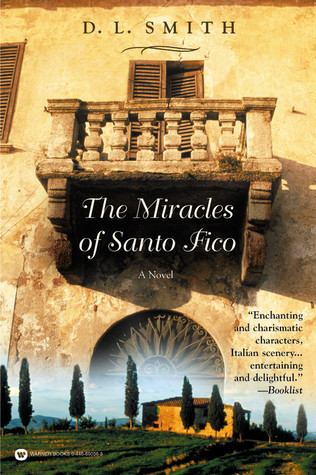 D. L. SMITH
The Miracles
of Santo Fico
A Novel
“Enchanting
and charismatic
characters,
Italian scenery...
entertaining
and delightful.”
—Booklist